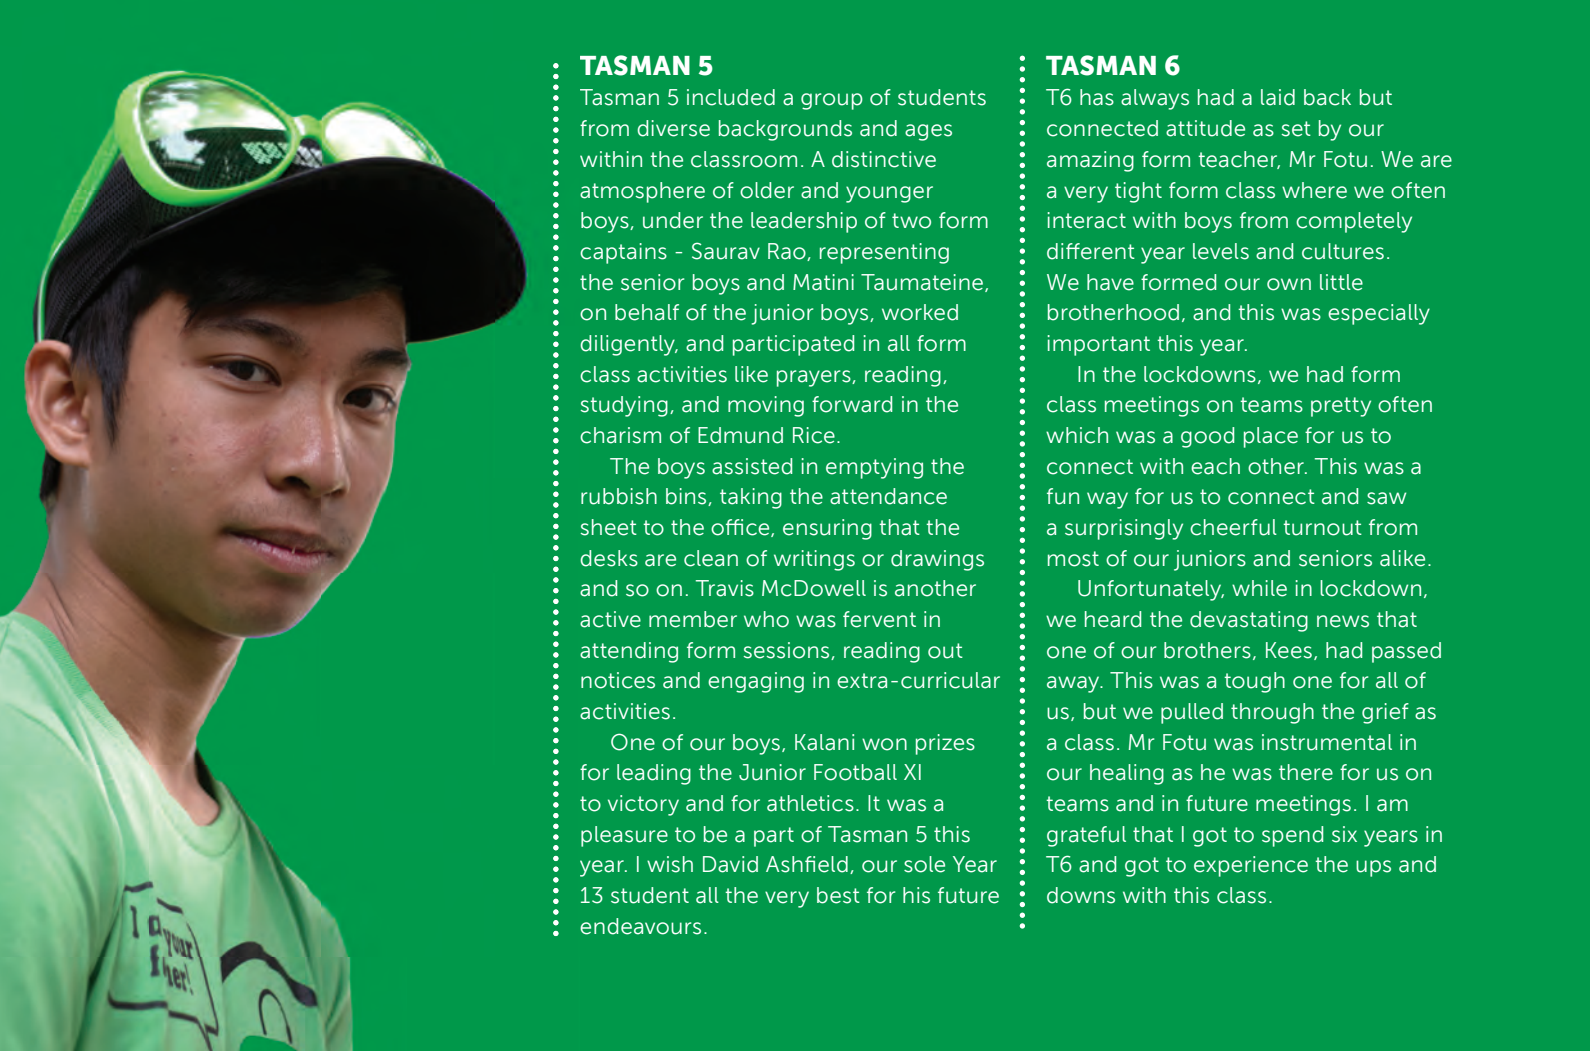 TASMAN 5
Tasman 5 included a group of students
from diverse backgrounds and ages
within the classroom. A distinctive
atmosphere of older and younger
boys, under the leadership of two form
captains - Saurav Rao, representing
the senior boys and Matini Taumateine,
on behalf of the junior boys, worked
diligently, and participated in all form
class activities like prayers, reading,
studying, and moving forward in the
charism of Edmund Rice.
The boys assisted in emptying the
rubbish bins, taking the attendance
sheet to the office, ensuring that the
desks are clean of writings or drawings
and so on. Travis McDowell is another
active member who was fervent in
attending form sessions, reading out
notices and engaging in extra-curricular
activities.
One of our boys, Kalani won prizes
for leading the Junior Football XI
to victory and for athletics. It was a
pleasure to be a part of Tasman 5 this
year. I wish David Ashfield, our sole Year
13 student all the very best for his future
endeavours.
TASMAN 6
T6 has always had a laid back but
connected attitude as set by our
amazing form teacher, Mr Fotu. We are
a very tight form class where we often
interact with boys from completely
different year levels and cultures.
We have formed our own little
brotherhood, and this was especially
important this year.
In the lockdowns, we had form
class meetings on teams pretty often
which was a good place for us to
connect with each other. This was a
fun way for us to connect and saw
a surprisingly cheerful turnout from
most of our juniors and seniors alike.
Unfortunately, while in lockdown,
we heard the devastating news that
one of our brothers, Kees, had passed
away. This was a tough one for all of
us, but we pulled through the grief as
a class. Mr Fotu was instrumental in
our healing as he was there for us on
teams and in future meetings. I am
grateful that I got to spend six years in
T6 and got to experience the ups and
downs with this class.
I
your